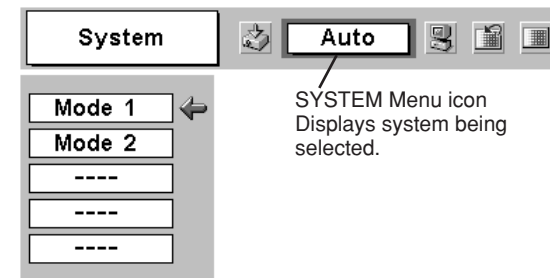 System
Auto
SYSTEM Menu icon
Displays system being
selected.
Mode 1
Mode 2
----
----
----